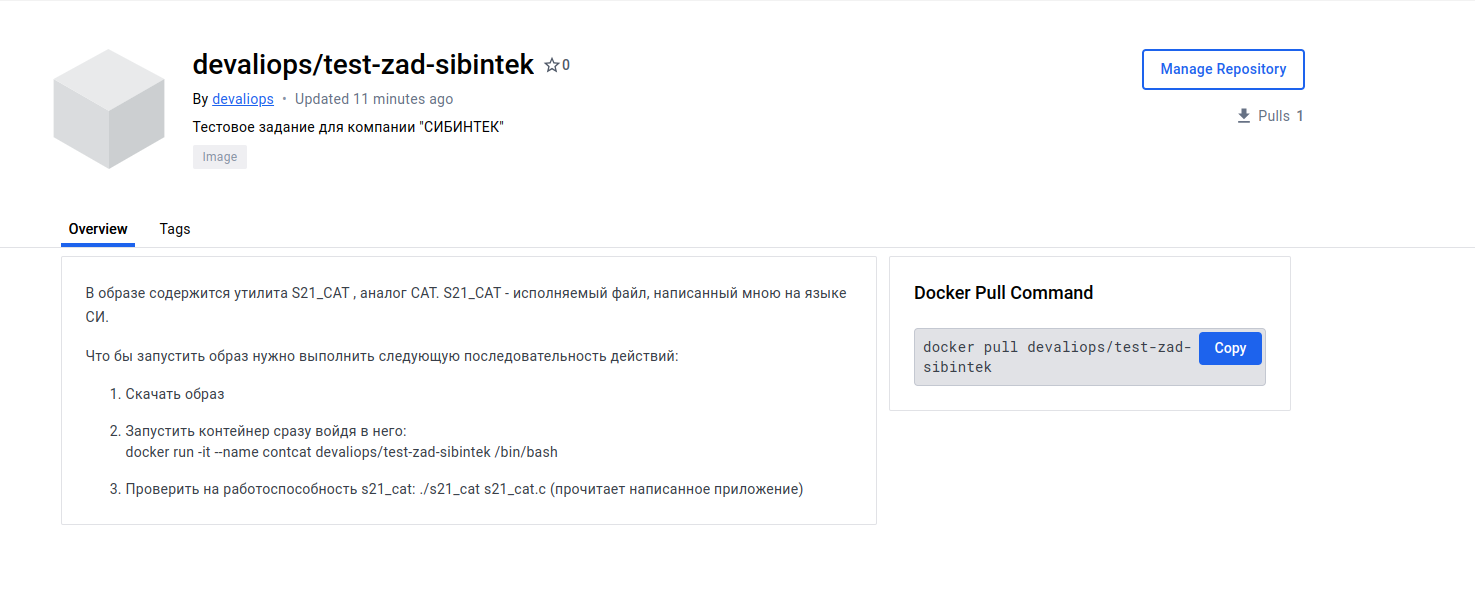 devaliops/test-zad-sibintek ☆0
By devaliops • Updated 11 minutes ago
Тестовое задание для компании "СИБИНТЕК"
Image
Manage Repository
Pulls 1
Overview Tags
В образе содержится утилита S21_CAT , аналог CAT. S21_CAT - исполняемый файл, написанный мною на языке
СИ.
Что бы запустить образ нужно выполнить следующую последовательность действий:
1. Скачать образ
2. Запустить контейнер сразу войдя в него:
docker run -it --name contcat devaliops/test-zad-sibintek /bin/bash
3. Проверить на работоспособность s21_cat: ./s21_cat s21_cat.c (прочитает написанное приложение)
Docker Pull Command
docker pull devaliops/test-zad-
sibintek
Copy